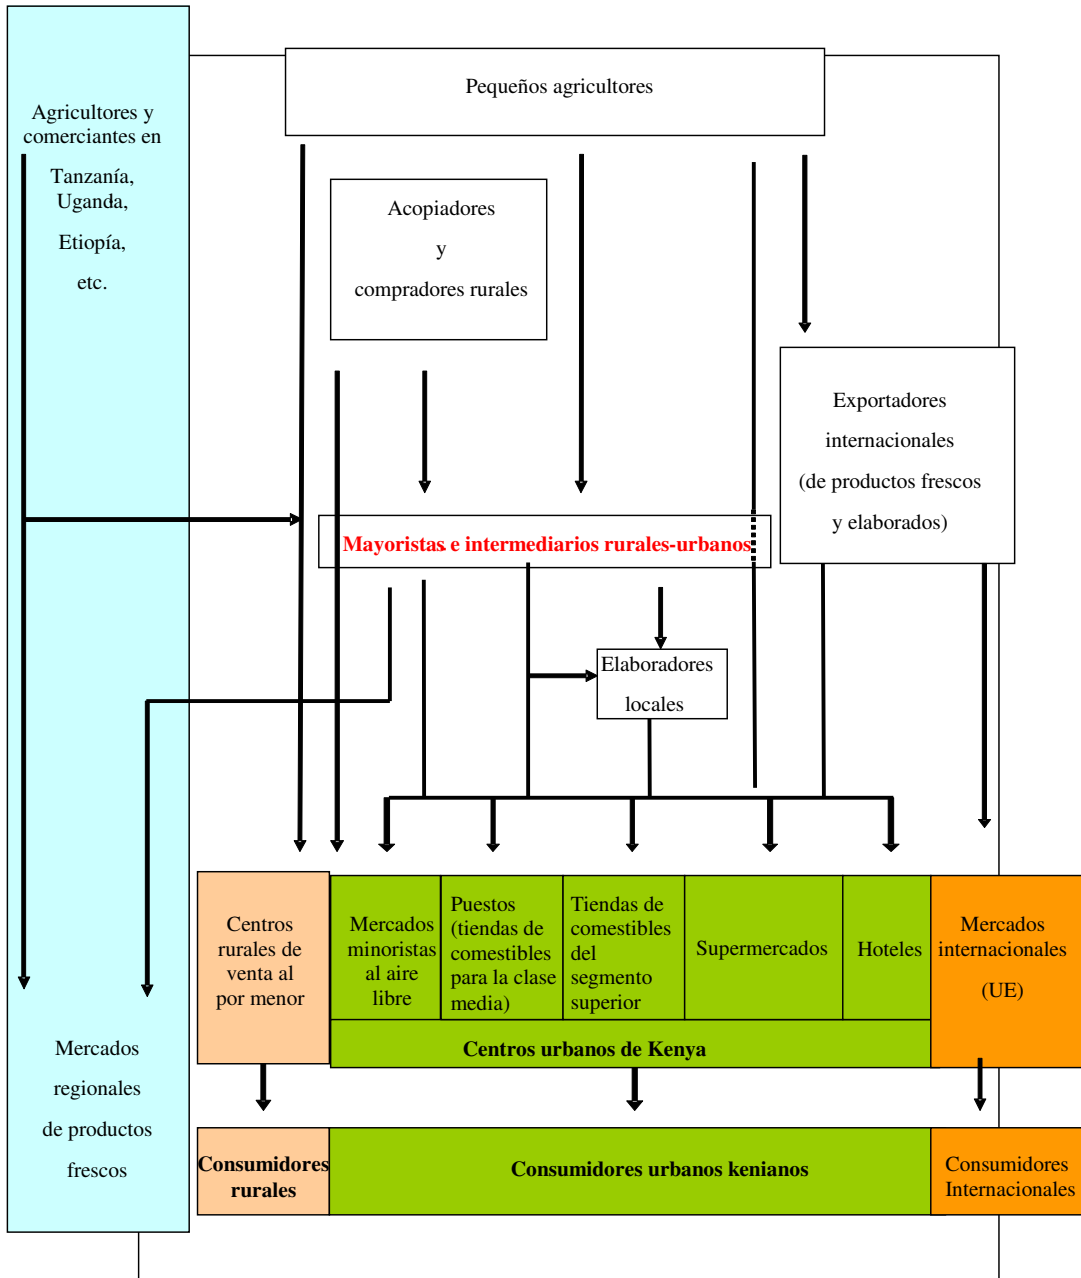 Pequeños agricultores
Agricultores y
comerciantes en
Tanzanía,
Uganda,
Etiopía,
etc.
Acopiadores
y
compradores rurales
Exportadores
internacionales
(de productos frescos
y elaborados)
Mayoristas e intermediarios rurales-urbanos
Elaboradores
locales
Centros
rurales de
venta al
por menor
Mercados
minoristas
al aire
libre
Puestos
(tiendas de
comestibles
para la clase
media)
Tiendas de
comestibles
del
segmento
superior
Supermercados
Hoteles
Mercados
internacionales
(UE)
Centros urbanos de Kenya
Mercados
regionales
de productos
frescos
Consumidores
rurales
Consumidores urbanos kenianos
Consumidores
Internacionales